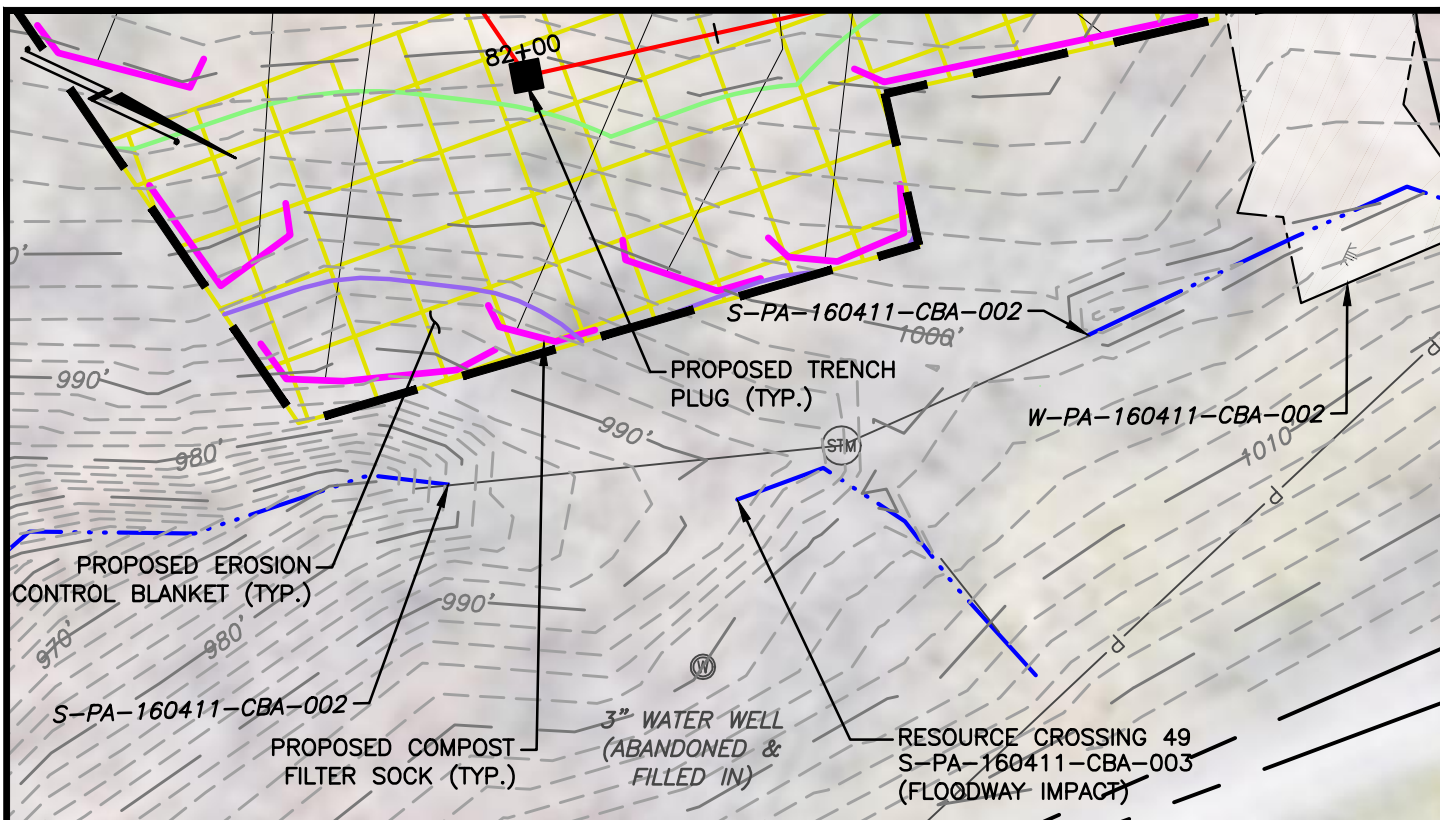 82+00
S-PA-160411-CBA-002
1000'
PROPOSED TRENCH
PLUG (TYP.)
990'
W-PA-160411-CBA-002
990'
STM
1010'
980'
P
P
P
PROPOSED EROSION
CONTROL BLANKET (TYP.)
990'
970'
980'
W
S-PA-160411-CBA-002
3" WATER WELL
(ABANDONED &
FILLED IN)
PROPOSED COMPOST
FILTER SOCK (TYP.)
RESOURCE CROSSING 49
S-PA-160411-CBA-003
(FLOODWAY IMPACT)